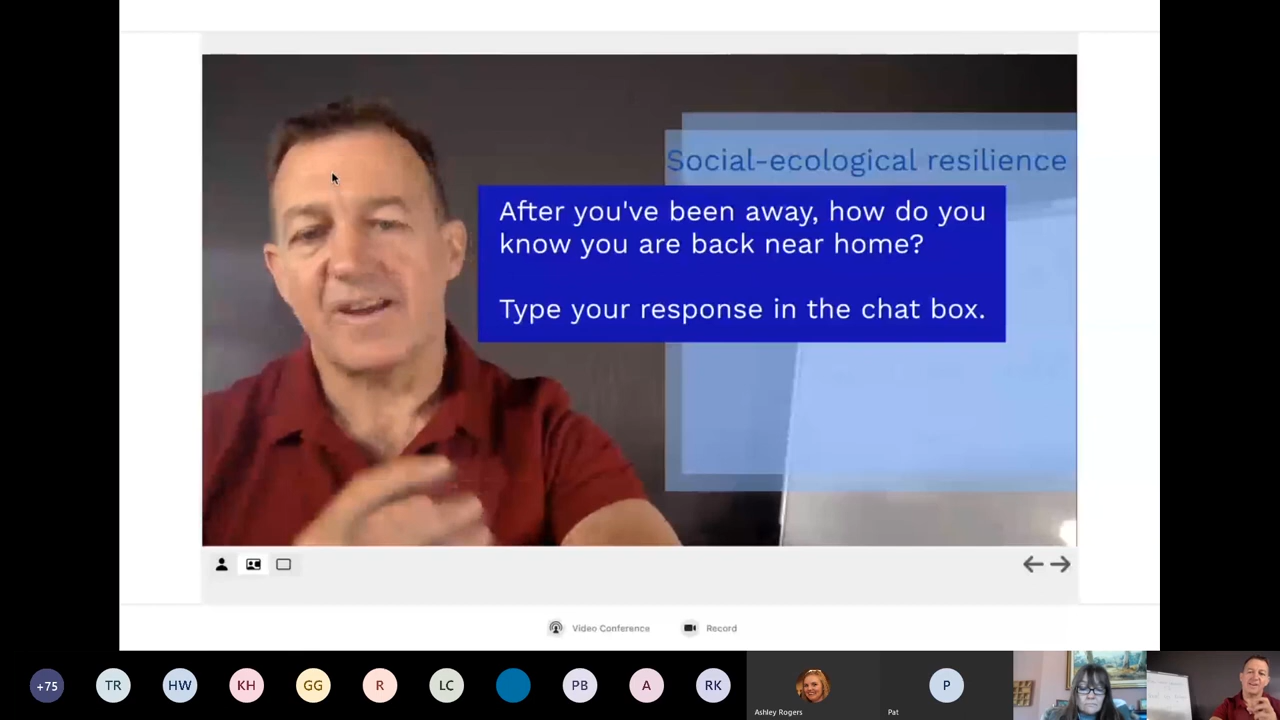 Social-ecological resilience
After you've been away, how do you
know you are back near home?
Type your response in the chat box.
Video Conference
Record
+75
TR
HW
KH
GG
R
LC
PB
A
RK
Ashley Rogers
P
Pat